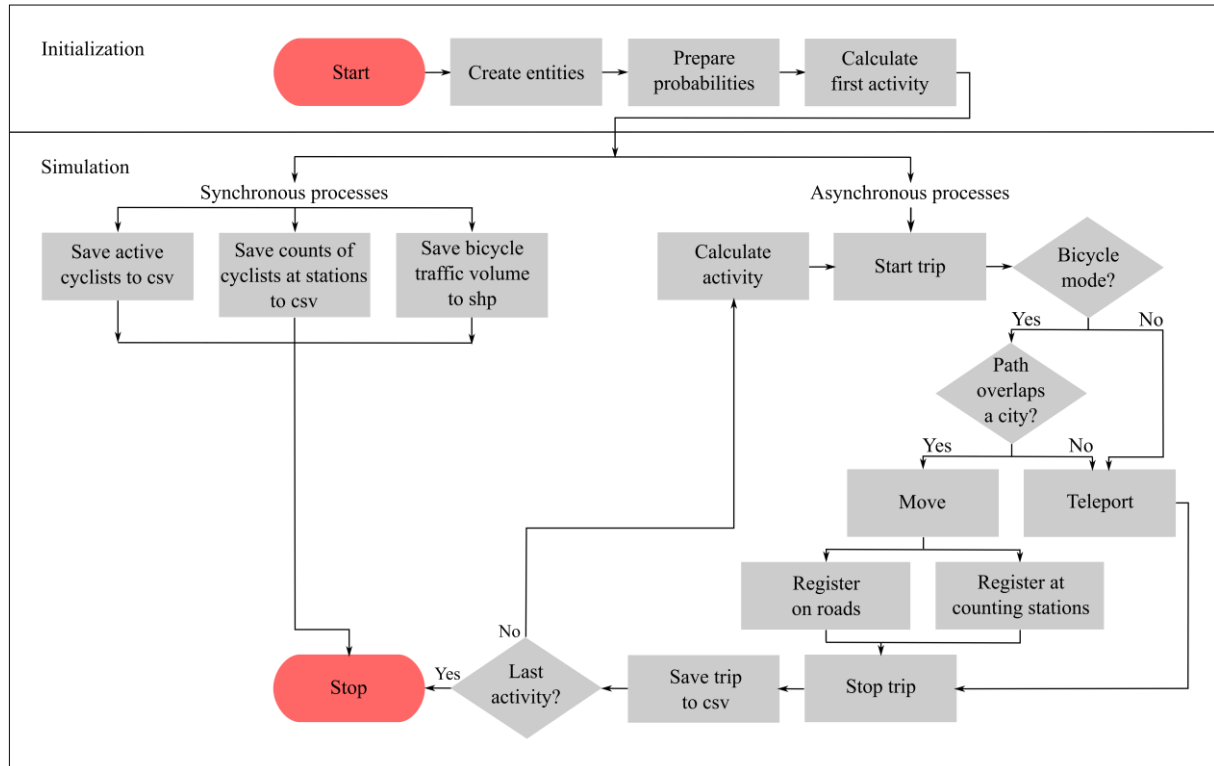 Initialization
Start
Create entities
Prepare
probabilities
Calculate
first activity
Simulation
Synchronous processes
Asynchronous processes
Save active
cyclists to csv
Save counts of
cyclists at stations
to csv
Save bicycle
traffic volume
to shp
Calculate
activity
Start trip
Bicycle
mode?
Yes
No
Path
overlaps
a city?
Yes
No
Move
Teleport
Register
on roads
Register at
counting stations
No
Stop
Yes
Last
activity?
Save trip
to csv
Stop trip